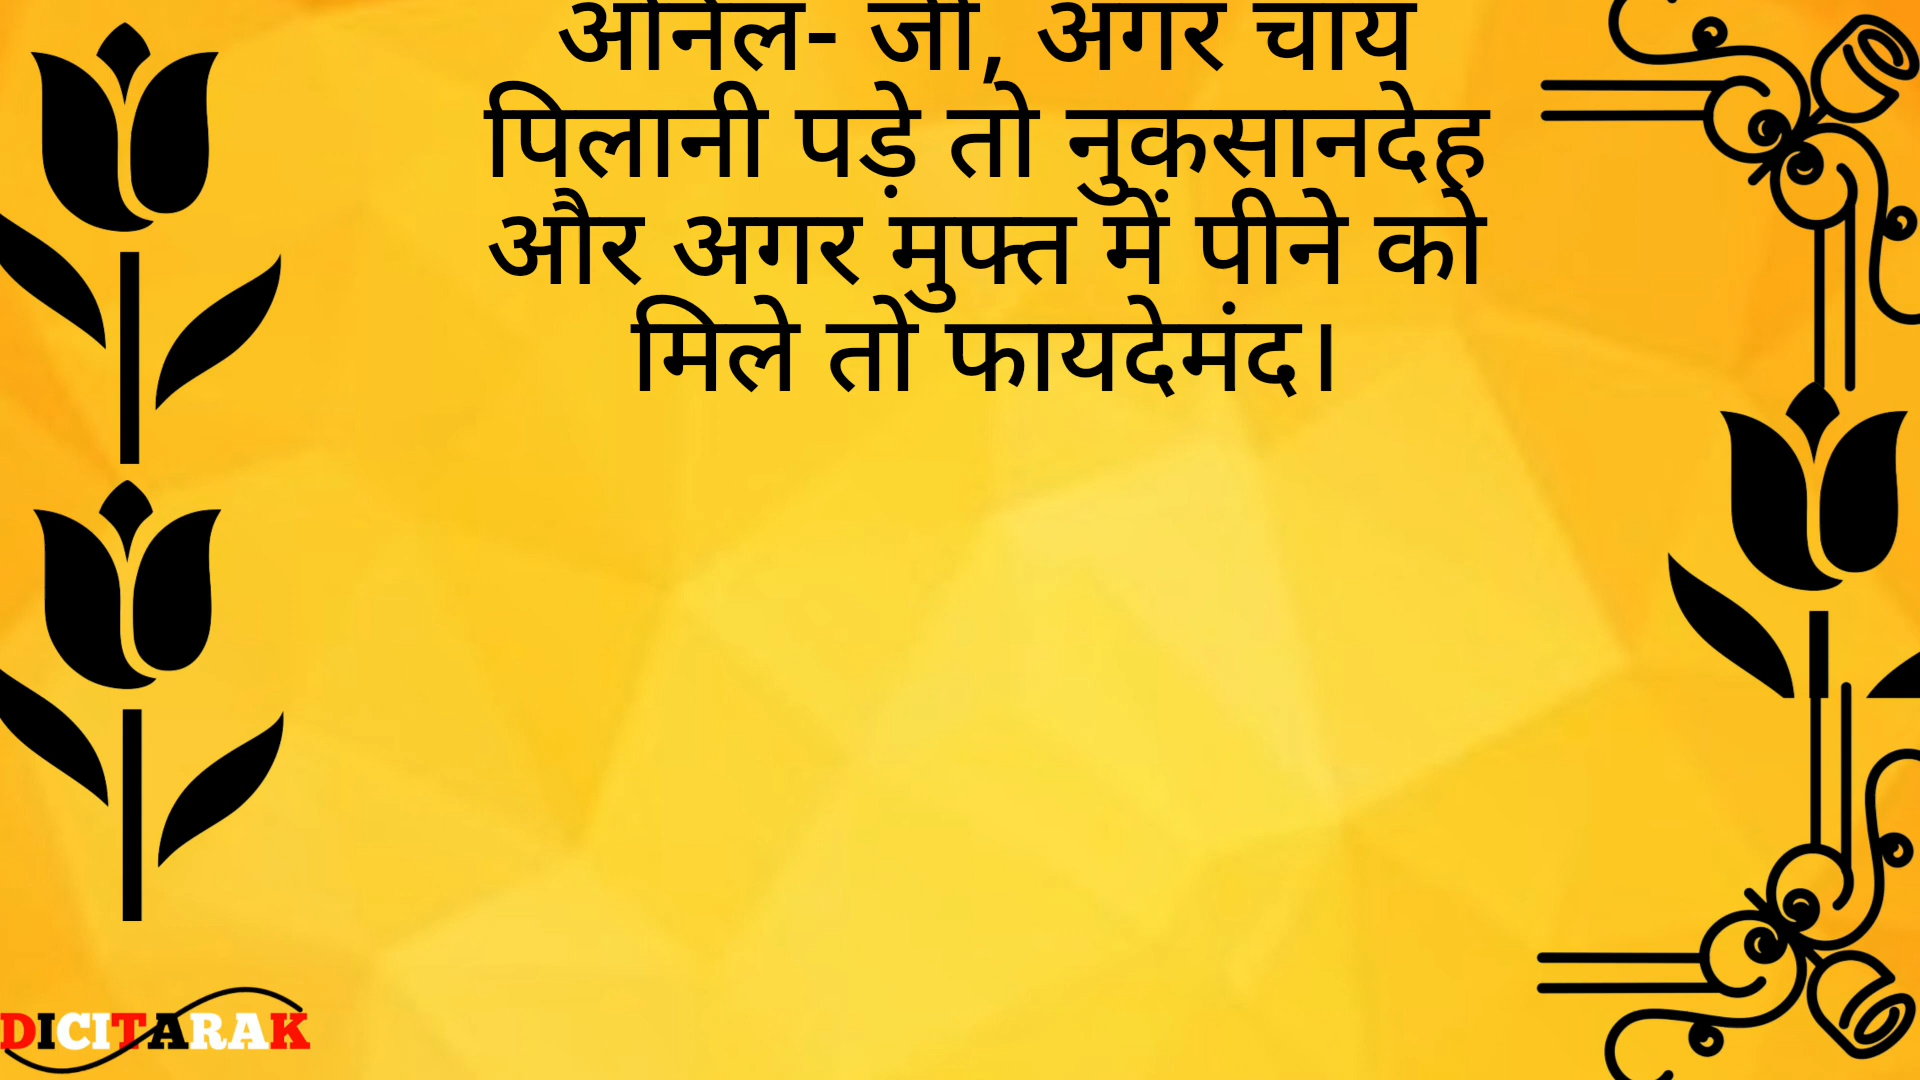 अनिल- जी, अगर चाय
पिलानी पड़े तो नुकसानदेह
और अगर मुफ्त में पीने को
मिले तो फायदेमंद।
DICITARAK